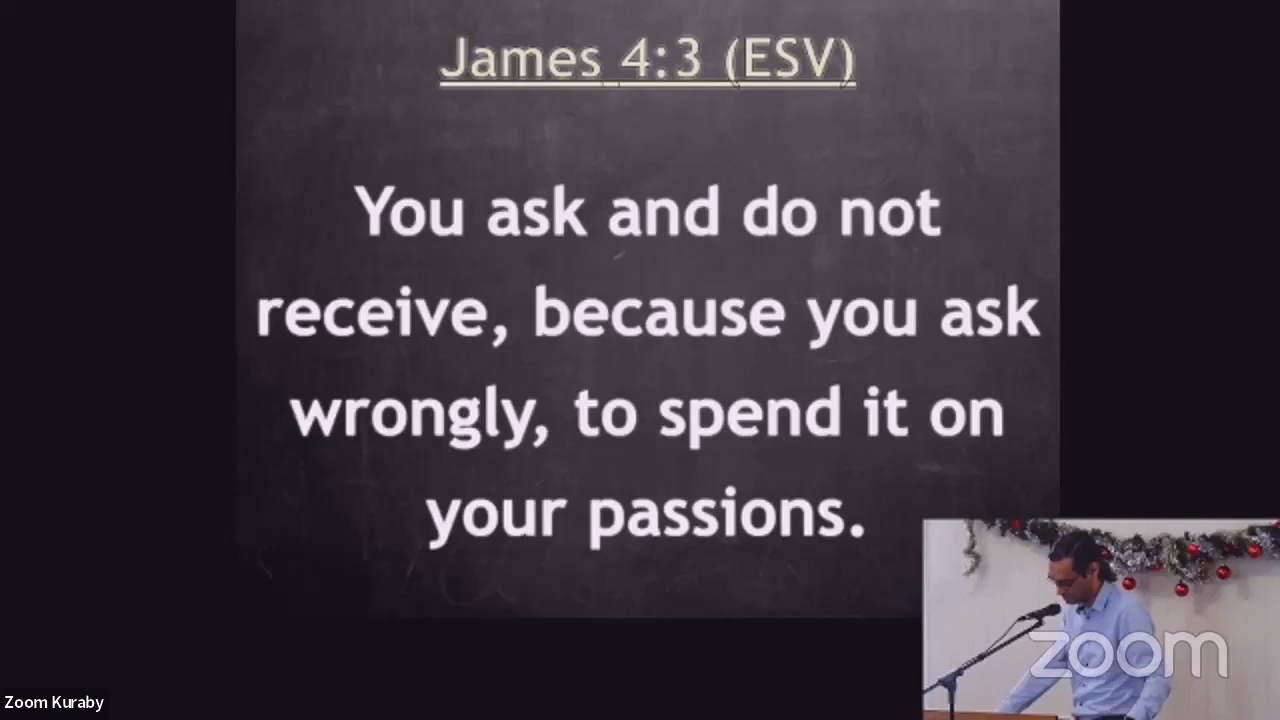 James 4:3 (ESV)
You ask and do not
receive, because you ask
wrongly, to spend it on
your passions.
zoom
Zoom Kuraby